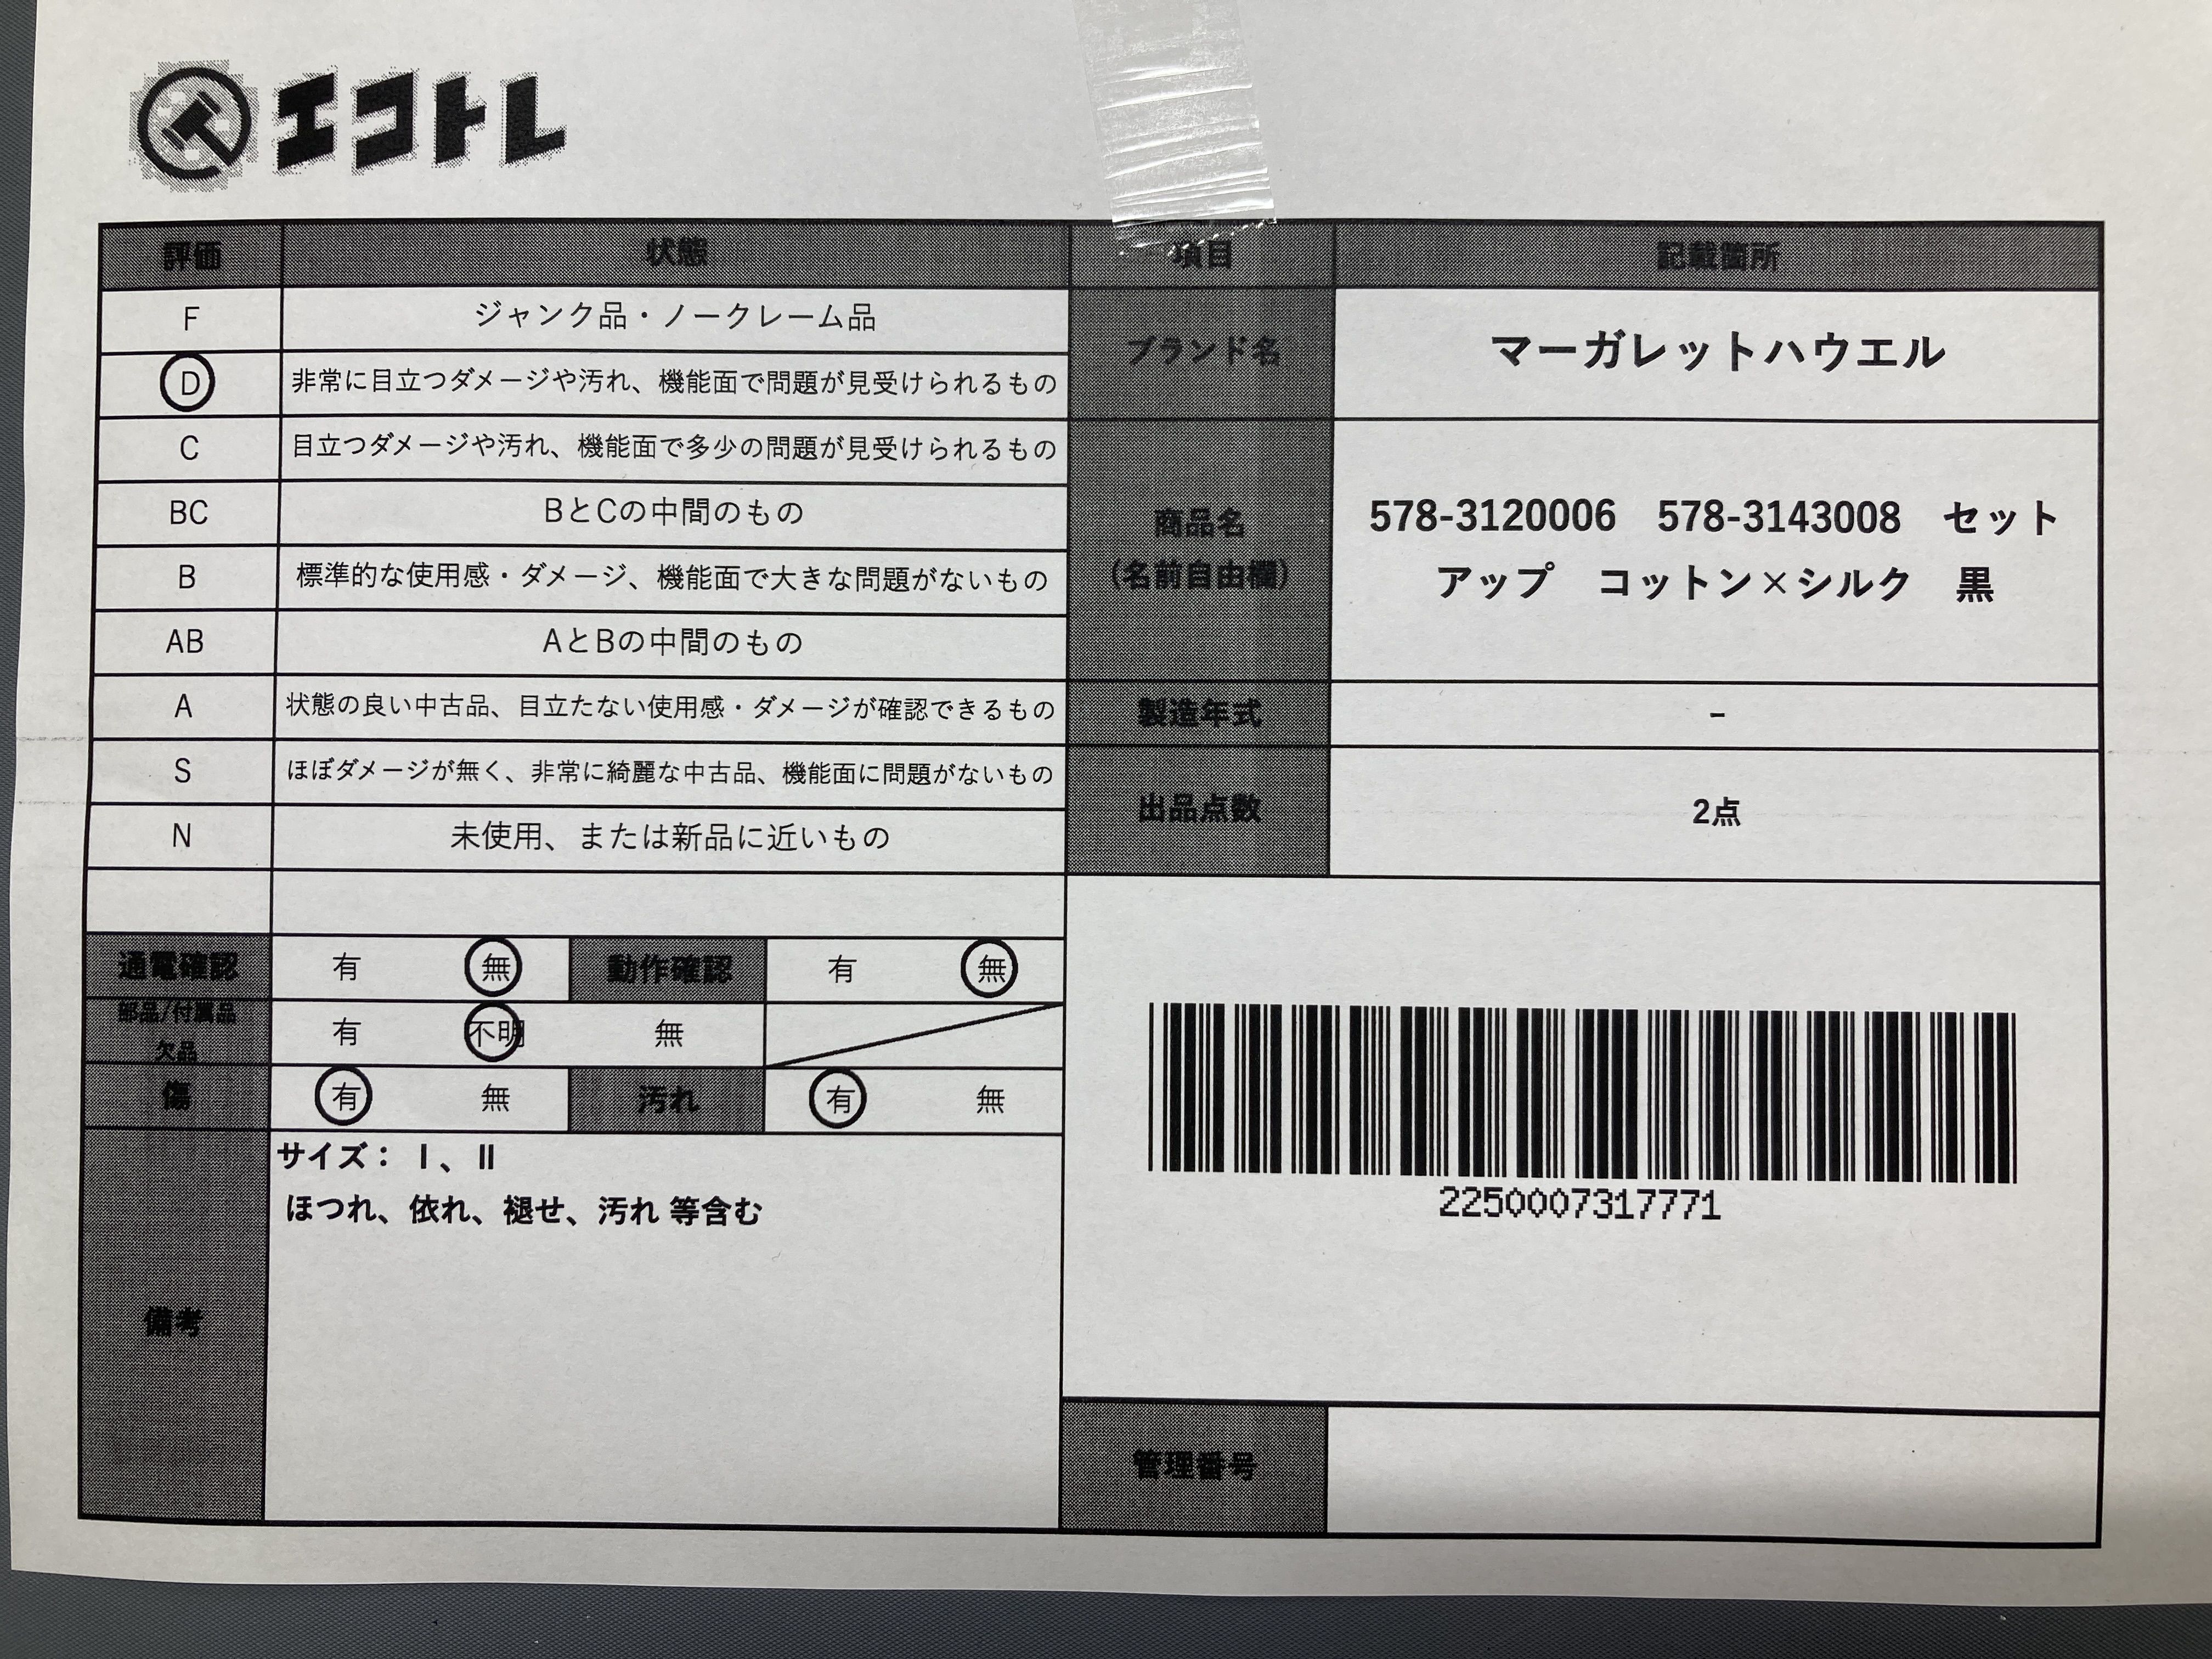 エコトレ
評価 状態 項目 記載箇所
F ジャンク品・ノークレーム品
D 非常に目立つダメージや汚れ、機能面で問題が見受けられるもの
C 目立つダメージや汚れ、機能面で多少の問題が見受けられるもの
BC BとCの中間のもの
B 標準的な使用感・ダメージ、機能面で大きな問題がないもの
AB AとBの中間のもの
A 状態の良い中古品、目立たない使用感・ダメージが確認できるもの
S ほぼダメージが無く、非常に綺麗な中古品、機能面に問題がないもの
N 未使用、または新品に近いもの
通電確認 有 無 動作確認 有 無
部品/付属品
欠品 有 不明 無
傷 有 無 汚れ 有 無
備考
サイズ： Ⅰ、Ⅱ
ほつれ、依れ、褪せ、汚れ 等含む
ブランド名 マーガレットハウエル
商品名
（名前自由欄）
578-3120006 578-3143008 セット
アップ コットン×シルク 黒
製造年式 -
出品点数 2点
2250007317771
管理番号